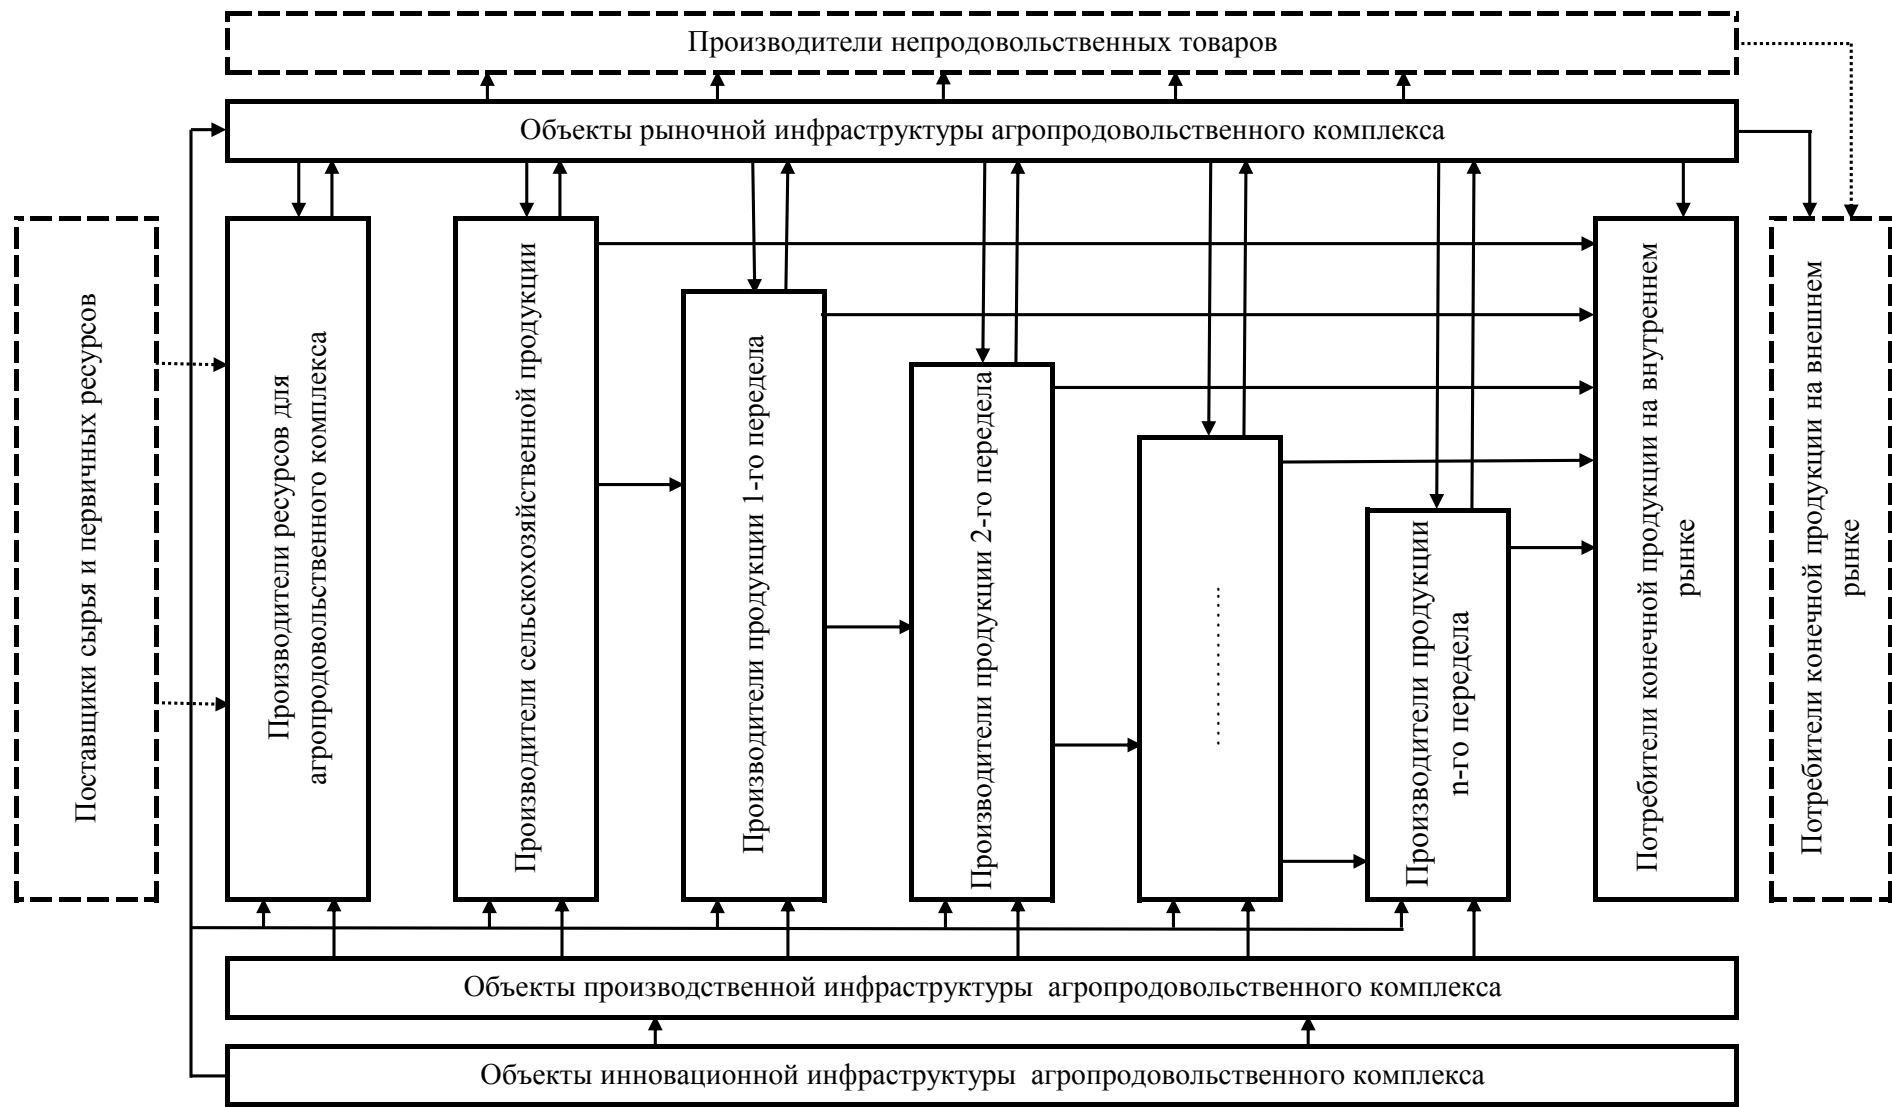 Производители непродовольственных товаров
Объекты рыночной инфраструктуры агропродовольственного комплекса
Поставщики сырья и первичных ресурсов
Производители ресурсов для
агропродовольственного комплекса
Производители сельскохозяйственной продукции
Производители продукции 1-го передела
Производители продукции 2-го передела
......................
Производители продукции
n-го передела
Потребители конечной продукции на внутреннем
рынке
Потребители конечной продукции на внешнем
рынке
Объекты производственной инфраструктуры агропродовольственного комплекса
Объекты инновационной инфраструктуры агропродовольственного комплекса